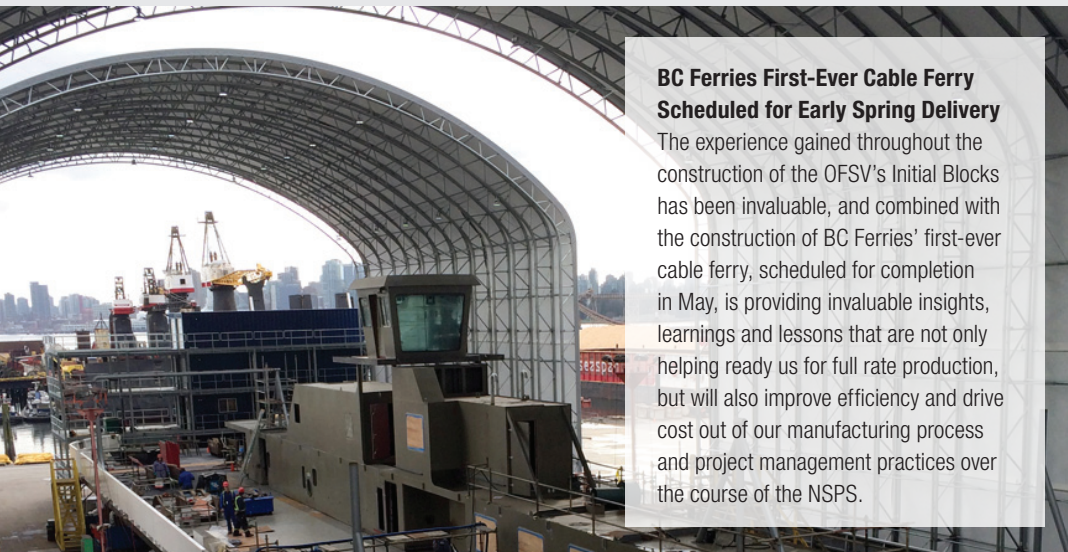 BC Ferries First-Ever Cable Ferry
Scheduled for Early Spring Delivery
The experience gained throughout the
construction of the OFSV's Initial Blocks
has been invaluable, and combined with
the construction of BC Ferries' first-ever
cable ferry, scheduled for completion
in May, is providing invaluable insights,
learnings and lessons that are not only
helping ready us for full rate production,
but will also improve efficiency and drive
cost out of our manufacturing process
and project management practices over
the course of the NSPS.